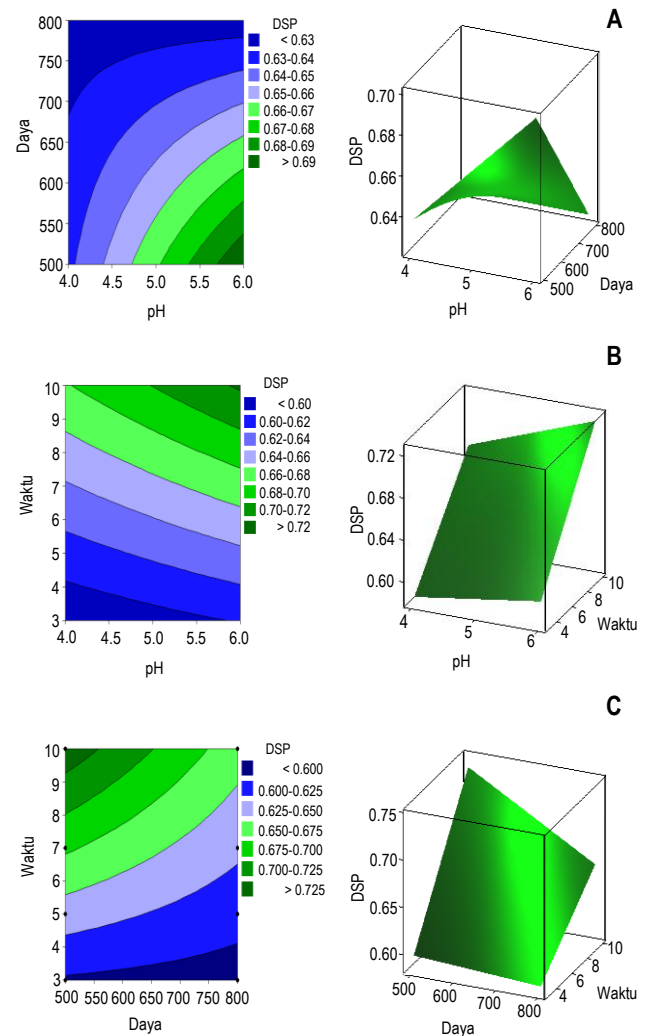 A
DSP
< 0.63
0.63-0.64
0.64-0.65
0.65-0.66
0.66-0.67
0.67-0.68
0.68-0.69
> 0.69
800
750
700
650
600
550
500
Daya
4.0 4.5 5.0 5.5 6.0
pH
0.70
0.68
0.66
0.64
DSP
4 5 6
pH
500 600 700 800
Daya
B
DSP
< 0.60
0.60-0.62
0.62-0.64
0.64-0.66
0.66-0.68
0.68-0.70
0.70-0.72
> 0.72
10
9
8
7
6
5
4
3
Waktu
4.0 4.5 5.0 5.5 6.0
pH
0.72
0.68
0.64
0.60
DSP
4 5 6
pH
4 6 8 10
Waktu
C
DSP
< 0.600
0.600-0.625
0.625-0.650
0.650-0.675
0.675-0.700
0.700-0.725
> 0.725
10
9
8
7
6
5
4
3
Waktu
500 550 600 650 700 750 800
Daya
0.75
0.70
0.65
0.60
DSP
500 600 700 800
Daya
4 6 8 10
Waktu